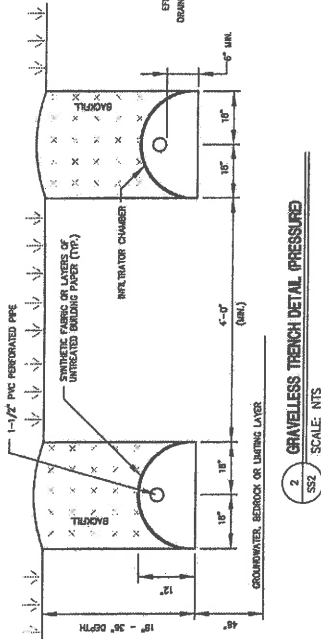 1-1/2" PVC PERFORATED PIPE
SYNTHETIC FABRIC OR LAYERS OF
UNTREATED BUILDING PAPER (TYP.)
BACKFILL
BACKFILL
INFILTRATOR CHAMBER
EF
DRAIN
6" MIN.
18" - 36" DEPTH
12"
48"
18"
18"
4'-0"
(MIN.)
18"
18"
GROUNDWATER, BEDROCK OR LIMITING LAYER
2
SS2
GRAVELLESS TRENCH DETAIL (PRESSURE)
SCALE: NTS